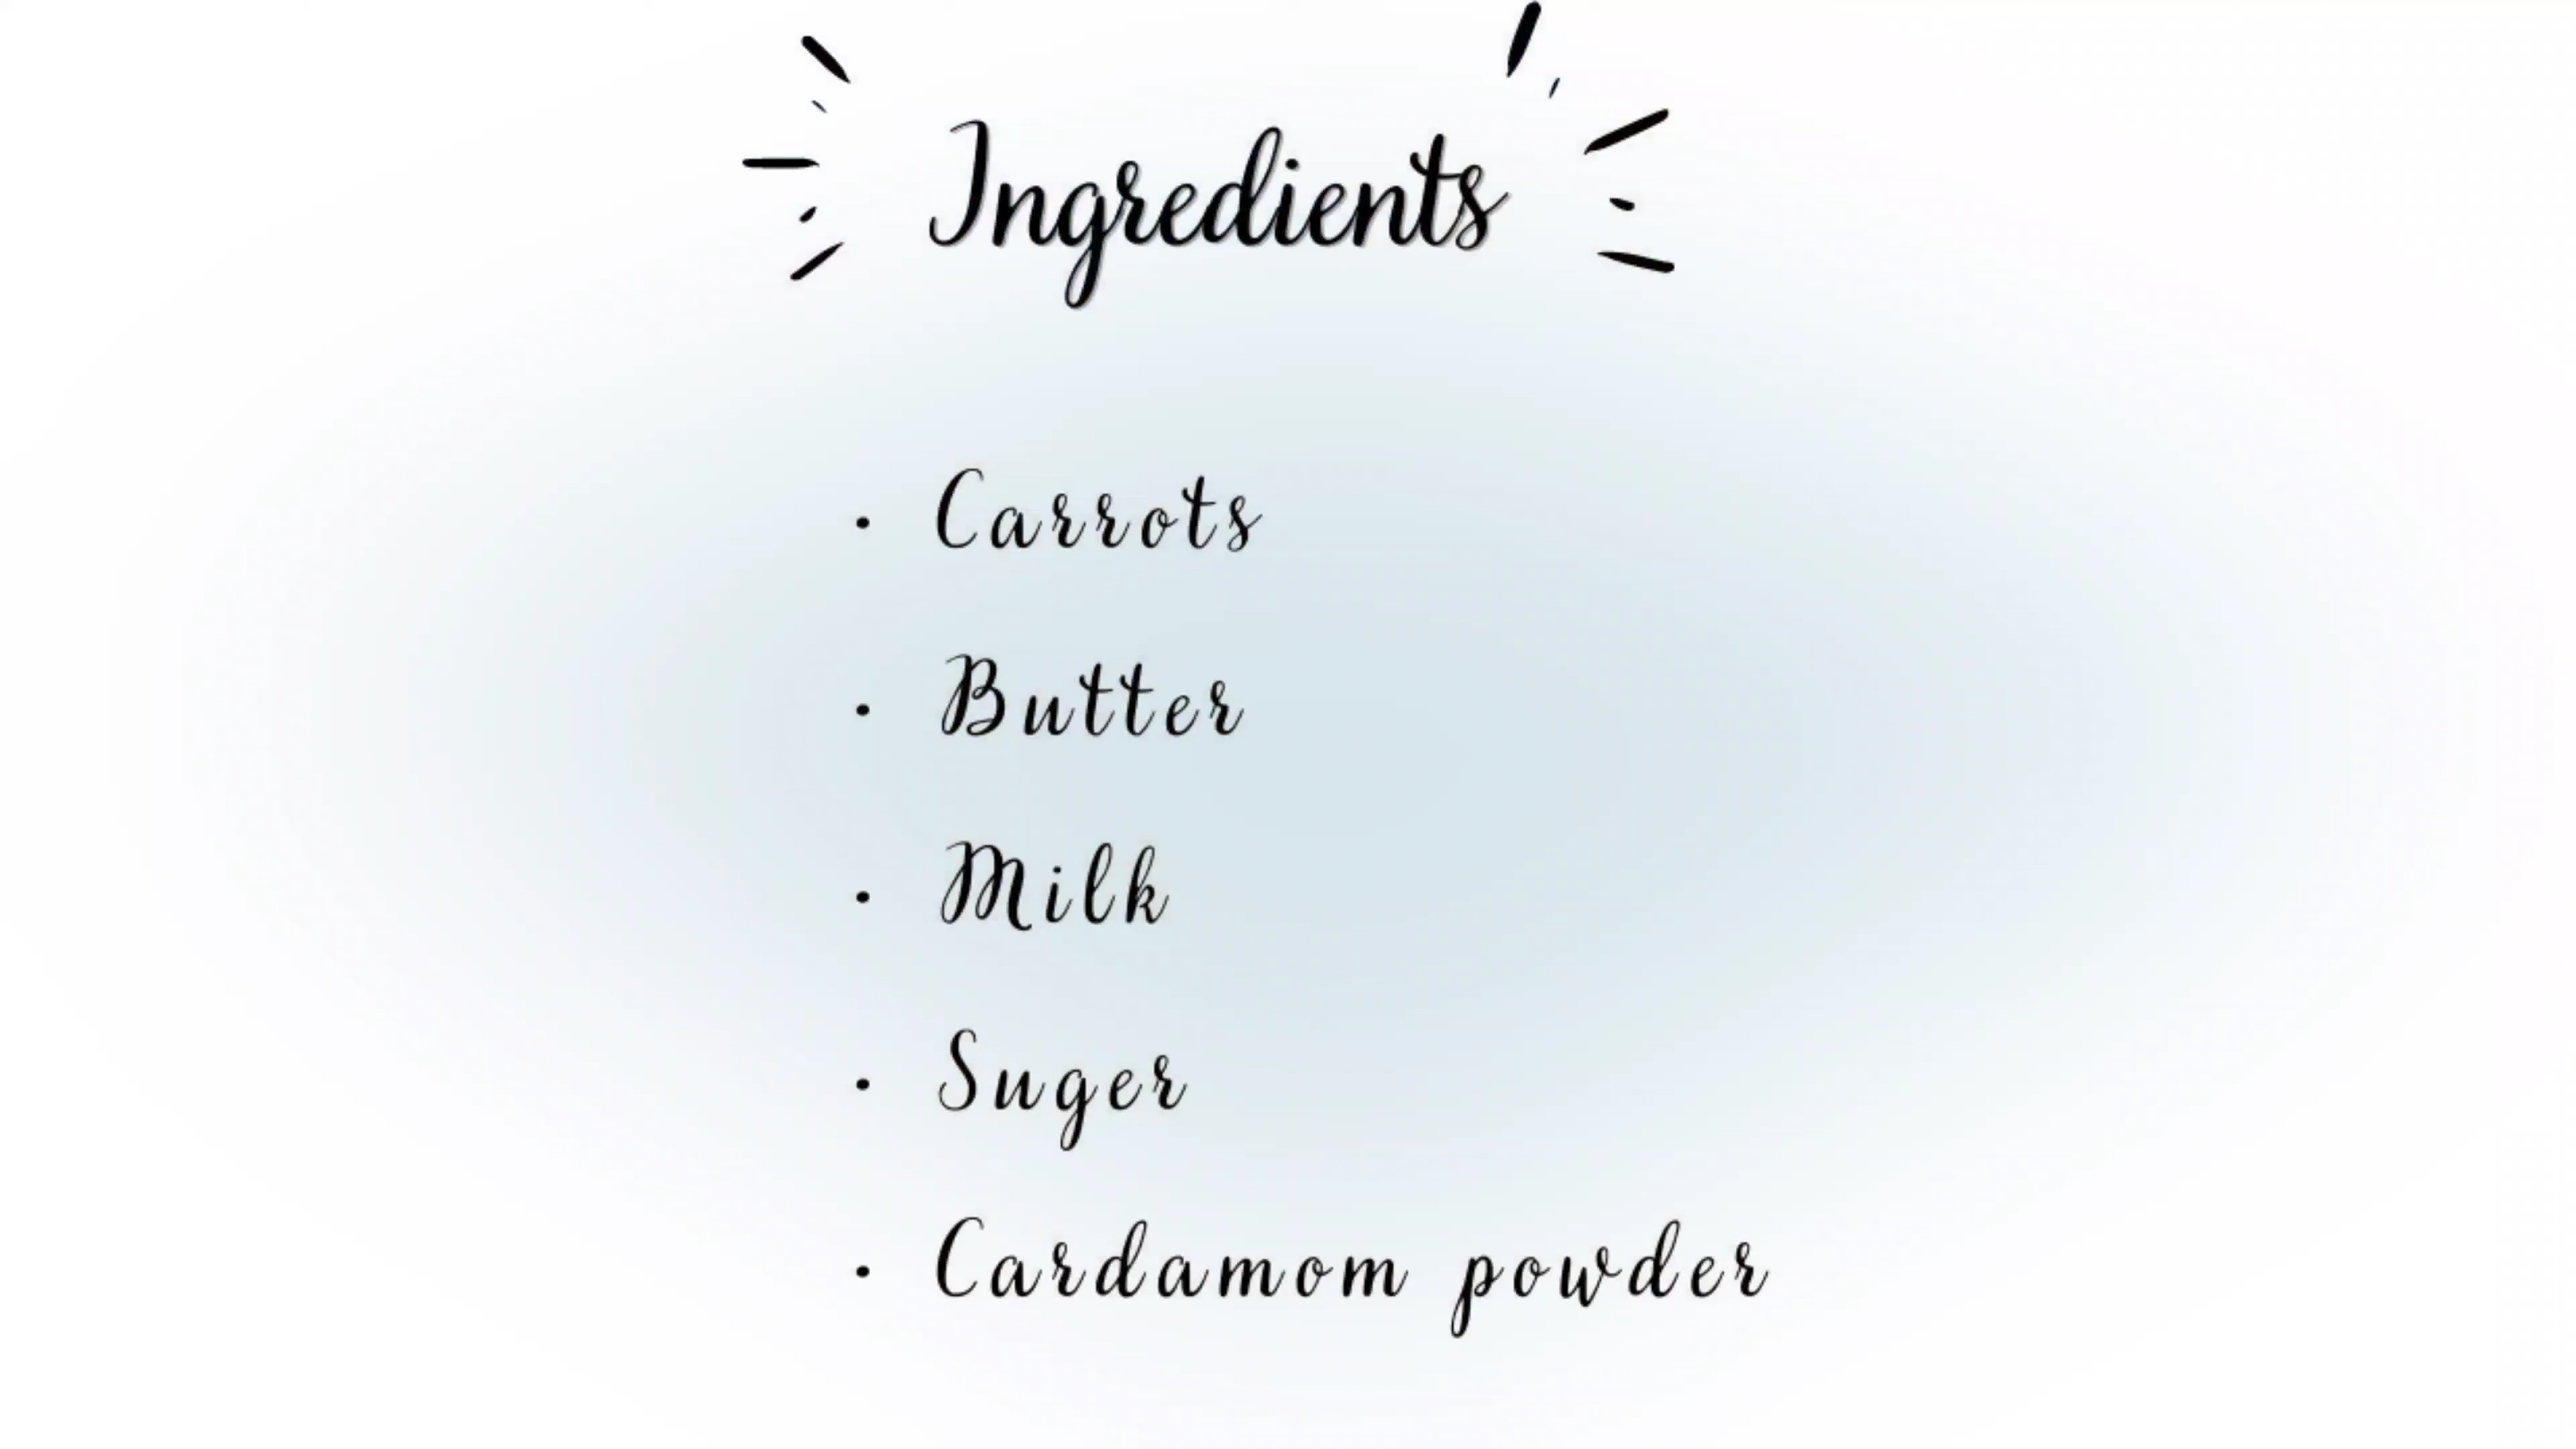 Ingredients
• Carrots
• Butter
• Milk
• Suger
• Cardamom powder